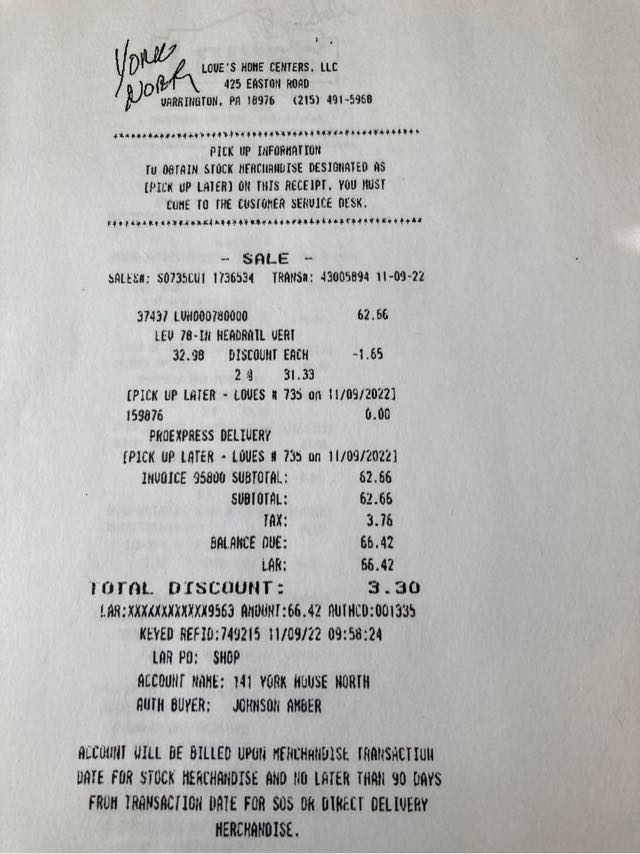 York
North
LOWE'S HOME CENTERS, LLC
425 EASTON ROAD
WARRINGTON, PA 18976 (215) 491-5960
****************************************
PICK UP INFORMATION
TO OBTAIN STOCK MERCHANDISE DESIGNATED AS
[PICK UP LATER] ON THIS RECEIPT, YOU MUST
COME TO THE CUSTOMER SERVICE DESK.
****************************************
- SALE -
SALES#: S0735CU1 1736534 TRANS#: 43005894 11-09-22
37437 LVH000780000 62.66
LEV 78-IN HEADRAIL VERT
32.98 DISCOUNT EACH -1.65
2 @ 31.33
[PICK UP LATER - LOWES # 735 on 11/09/2022]
159876 0.00
PROEXPRESS DELIVERY
[PICK UP LATER - LOWES # 735 on 11/09/2022]
INVOICE 95800 SUBTOTAL: 62.66
SUBTOTAL: 62.66
TAX: 3.76
BALANCE DUE: 66.42
LAR: 66.42
TOTAL DISCOUNT: 3.30
LAR:XXXXXXXXXXXX9563 AMOUNT:66.42 AUTHCD:001335
KEYED REFID:749215 11/09/22 09:58:24
LAR PO: SHOP
ACCOUNT NAME: 141 YORK HOUSE NORTH
AUTH BUYER: JOHNSON AMBER
ACCOUNT WILL BE BILLED UPON MERCHANDISE TRANSACTION
DATE FOR STOCK MERCHANDISE AND NO LATER THAN 90 DAYS
FROM TRANSACTION DATE FOR SOS OR DIRECT DELIVERY
MERCHANDISE.